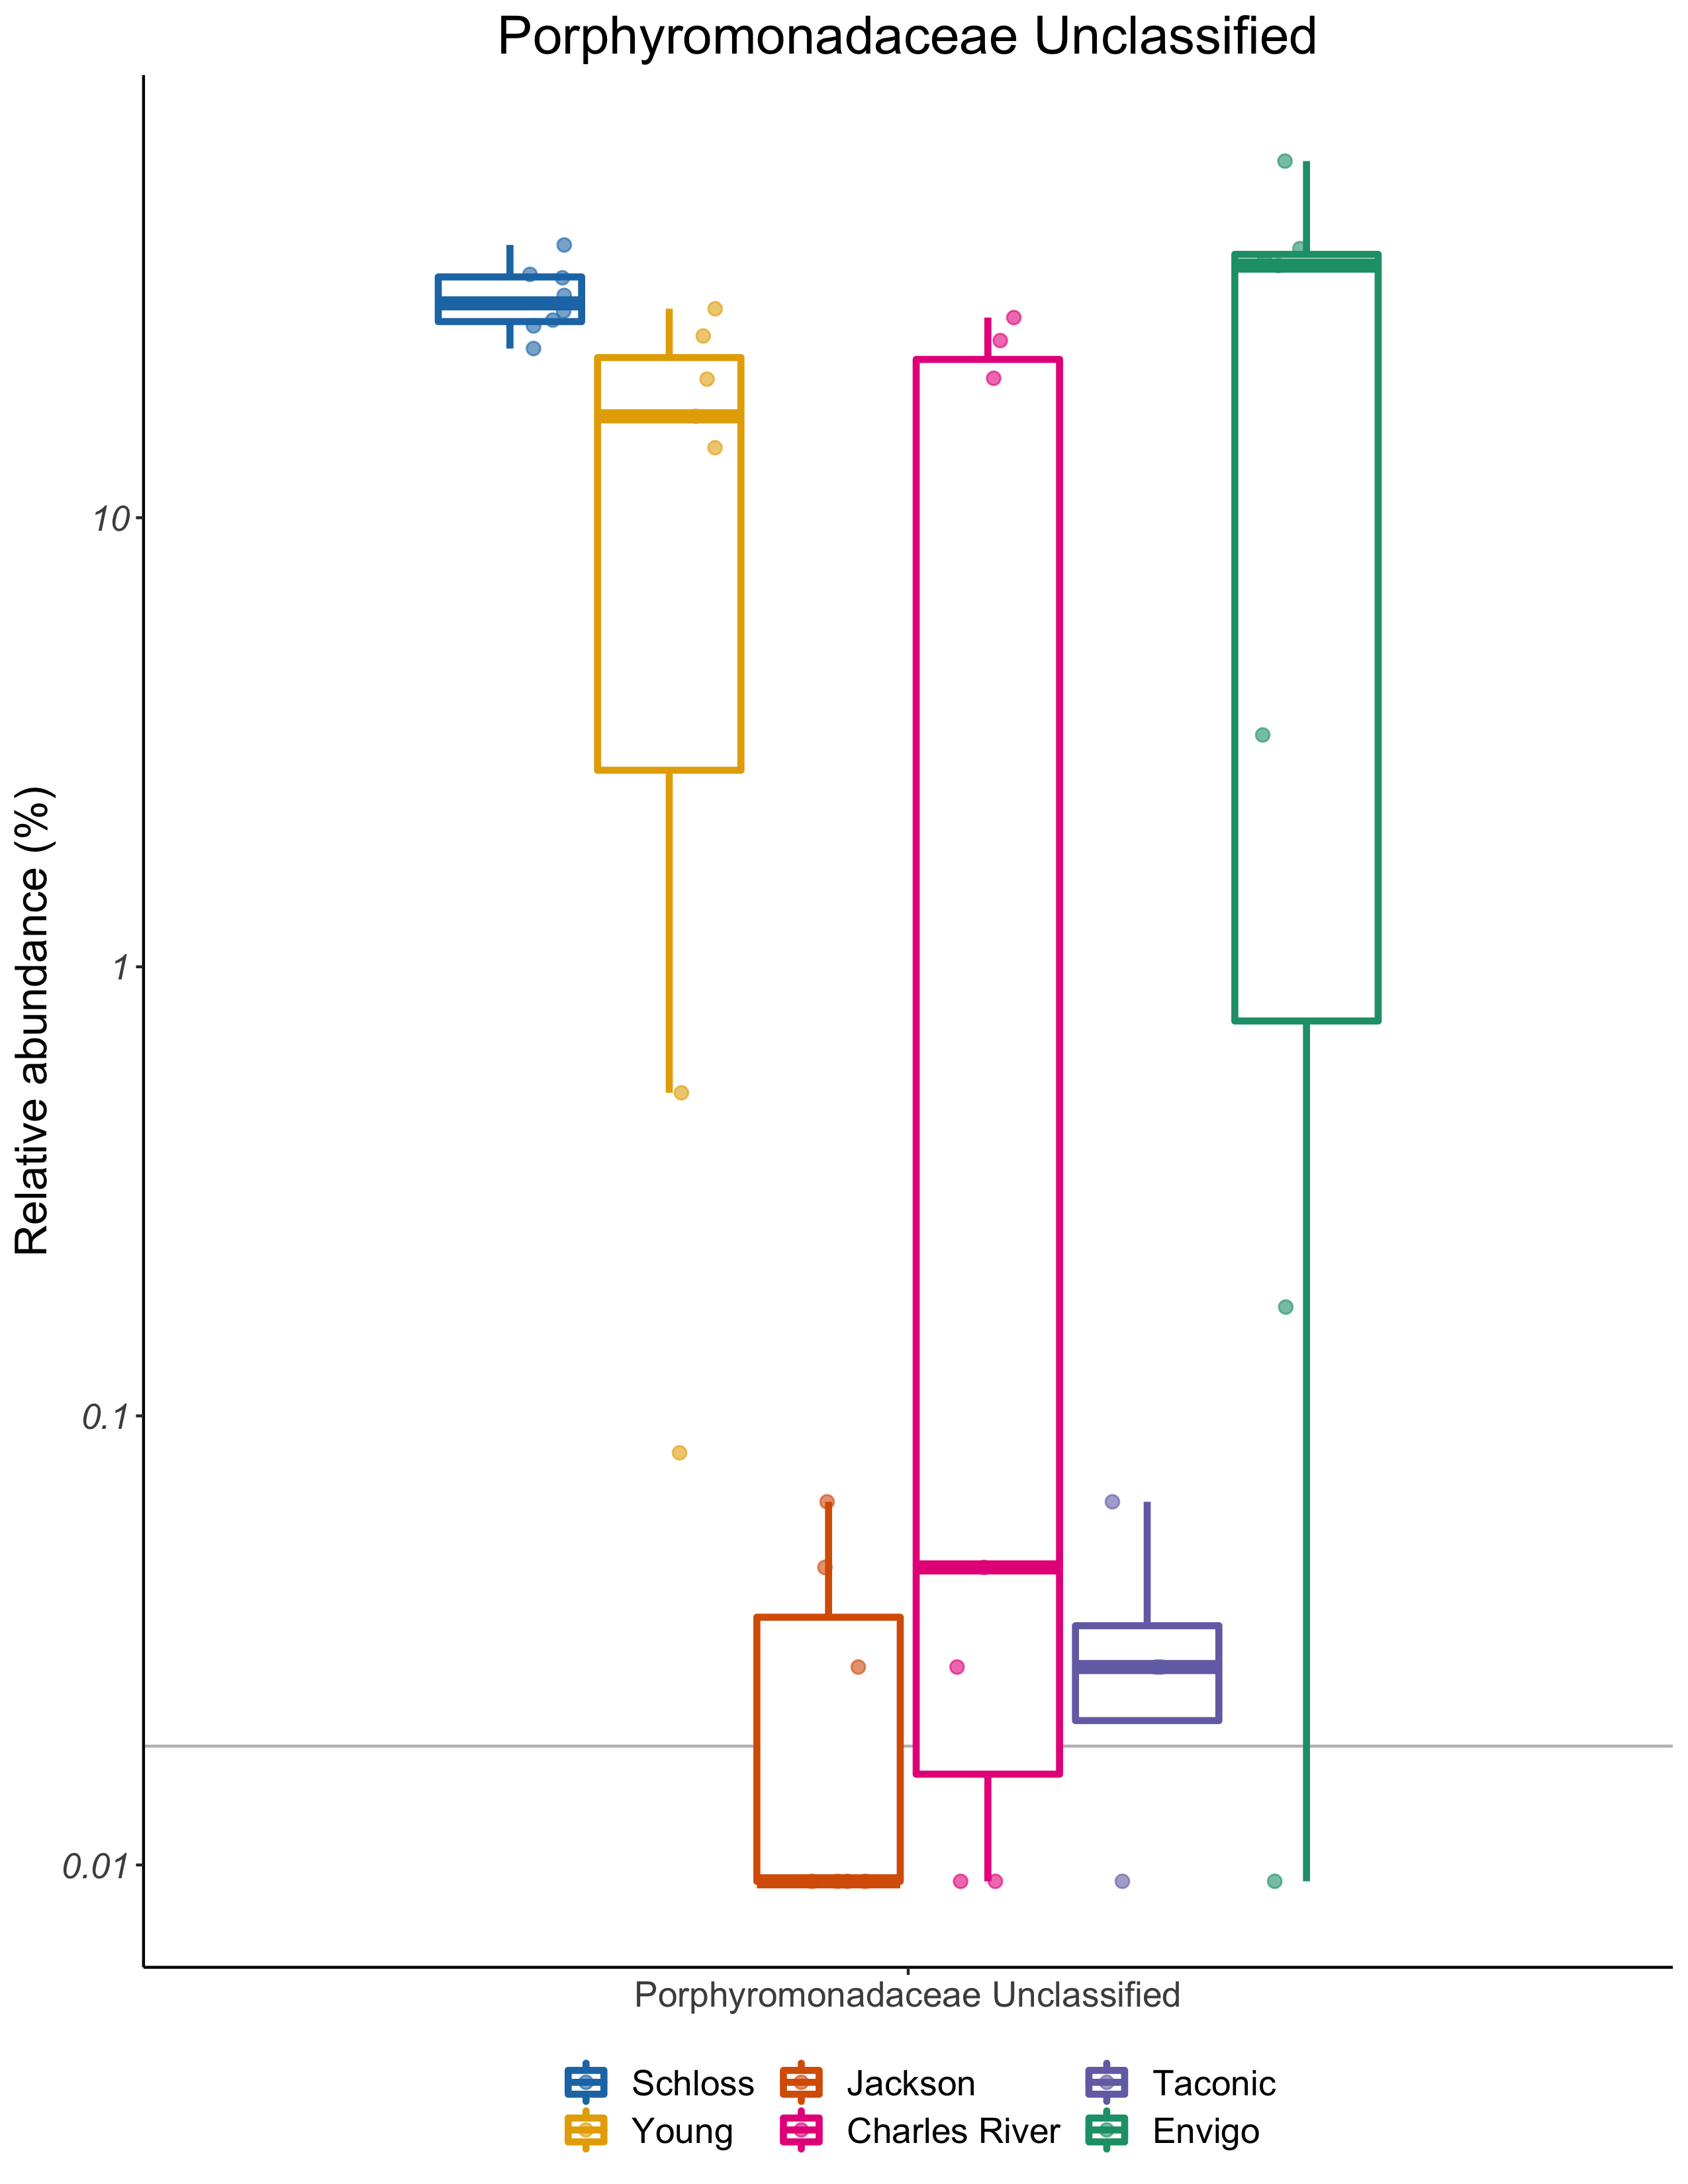 Porphyromonadaceae Unclassified
Relative abundance (%)
10
1
0.1
0.01
Porphyromonadaceae Unclassified
Schloss
Jackson
Taconic
Young
Charles River
Envigo